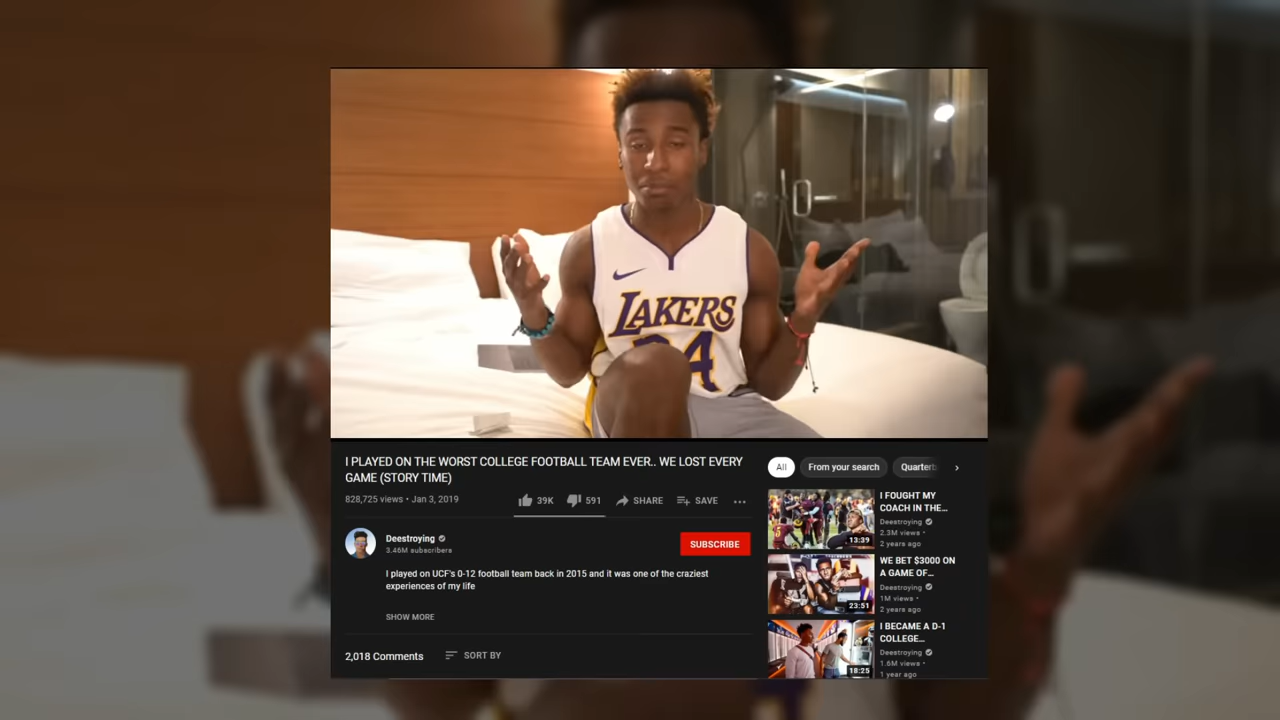 LAKERS
24
I PLAYED ON THE WORST COLLEGE FOOTBALL TEAM EVER.. WE LOST EVERY
GAME (STORY TIME)
828,725 views • Jan 3, 2019
39K
591
SHARE
SAVE
Deestroying
3.46M subscribers
SUBSCRIBE
I played on UCF's 0-12 football team back in 2015 and it was one of the craziest
experiences of my life
SHOW MORE
2,018 Comments
SORT BY
All
From your search
Quarter
13:39
I FOUGHT MY
COACH IN THE...
Deestroying
2.3M views •
2 years ago
23:51
WE BET $3000 ON
A GAME OF...
Deestroying
1M views •
2 years ago
18:25
I BECAME A D-1
COLLEGE...
Deestroying
1.6M views •
1 year ago